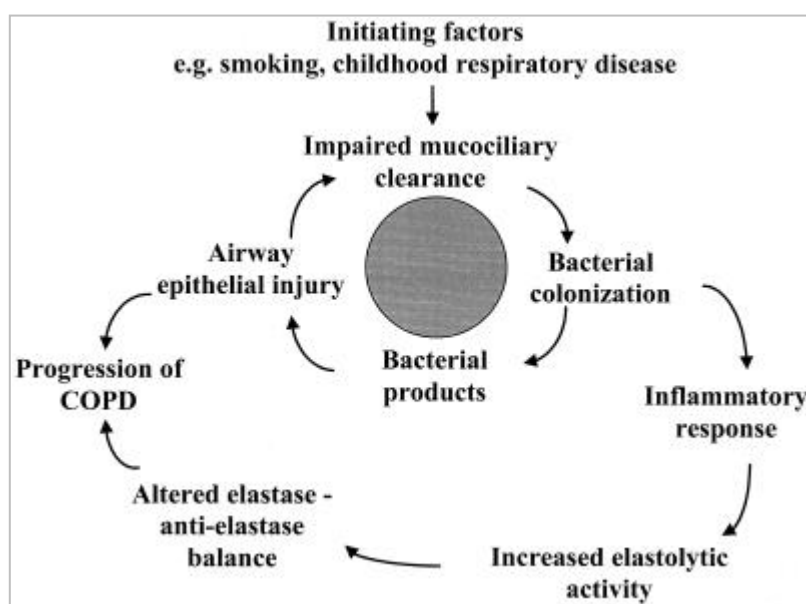 Initiating factors
e.g. smoking, childhood respiratory disease
Impaired mucociliary
clearance
Bacterial
colonization
Bacterial
products
Airway
epithelial injury
Inflammatory
response
Increased elastolytic
activity
Altered elastase -
anti-elastase
balance
Progression of
COPD